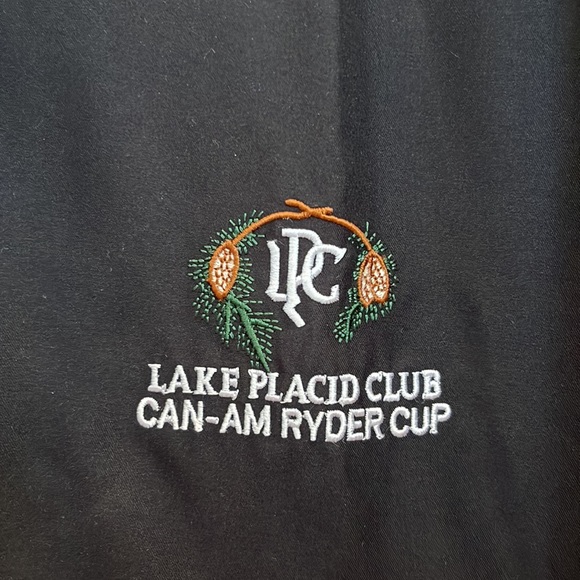 LPC
LAKE PLACID CLUB
CAN-AM RYDER CUP